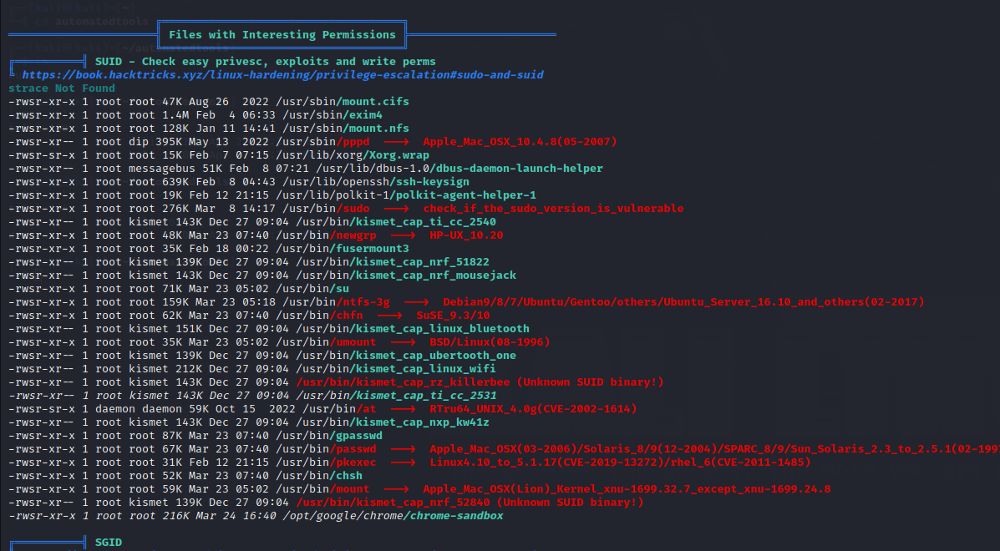 automatedtools
Files with Interesting Permissions
SUID - Check easy privesc, exploits and write perms
https://book.hacktricks.xyz/linux-hardening/privilege-escalation#sudo-and-suid
strace Not Found
-rwsr-xr-x 1 root root 47K Aug 26  2022 /usr/sbin/mount.cifs
-rwsr-xr-x 1 root root 1.4M Feb  4 06:33 /usr/sbin/exim4
-rwsr-xr-x 1 root root 128K Jan 11 14:41 /usr/sbin/mount.nfs
-rwsr-xr-- 1 root dip 395K May 13  2022 /usr/sbin/pppd  --->  Apple_Mac_OSX_10.4.8(05-2007)
-rwsr-xr-x 1 root root 15K Feb  7 07:15 /usr/lib/xorg/Xorg.wrap
-rwsr-xr-- 1 root messagebus 51K Feb  8 07:21 /usr/lib/dbus-1.0/dbus-daemon-launch-helper
-rwsr-xr-x 1 root root 639K Feb  8 04:43 /usr/lib/openssh/ssh-keysign
-rwsr-xr-x 1 root root 19K Feb 12 21:15 /usr/lib/polkit-1/polkit-agent-helper-1
-rwsr-xr-x 1 root root 276K Mar  8 14:17 /usr/bin/sudo  --->  check_if_the_sudo_version_is_vulnerable
-rwsr-xr-- 1 root kismet 143K Dec 27 09:04 /usr/bin/kismet_cap_ti_cc_2540
-rwsr-xr-x 1 root root 48K Mar 23 07:40 /usr/bin/newgrp  --->  HP-UX_10.20
-rwsr-xr-x 1 root root 35K Feb 18 00:22 /usr/bin/fusermount3
-rwsr-xr-- 1 root kismet 139K Dec 27 09:04 /usr/bin/kismet_cap_nrf_51822
-rwsr-xr-- 1 root kismet 143K Dec 27 09:04 /usr/bin/kismet_cap_nrf_mousejack
-rwsr-xr-x 1 root root 71K Mar 23 05:02 /usr/bin/su
-rwsr-xr-x 1 root root 159K Mar 23 05:18 /usr/bin/ntfs-3g  --->  Debian9/8/7/Ubuntu/Gentoo/others/Ubuntu_Server_16.10_and_others(02-2017)
-rwsr-xr-x 1 root root 62K Mar 23 07:40 /usr/bin/chfn  --->  SuSE_9.3/10
-rwsr-xr-- 1 root kismet 151K Dec 27 09:04 /usr/bin/kismet_cap_linux_bluetooth
-rwsr-xr-x 1 root root 35K Mar 23 05:02 /usr/bin/umount  --->  BSD/Linux(08-1996)
-rwsr-xr-- 1 root kismet 139K Dec 27 09:04 /usr/bin/kismet_cap_ubertooth_one
-rwsr-xr-- 1 root kismet 212K Dec 27 09:04 /usr/bin/kismet_cap_linux_wifi
-rwsr-xr-- 1 root kismet 143K Dec 27 09:04 /usr/bin/kismet_cap_rz_killerbee (Unknown SUID binary!)
-rwsr-xr-- 1 root kismet 143K Dec 27 09:04 /usr/bin/kismet_cap_ti_cc_2531
-rwsr-sr-x 1 daemon daemon 59K Oct 15  2022 /usr/bin/at  --->  RTru64_UNIX_4.0g(CVE-2002-1614)
-rwsr-xr-- 1 root kismet 143K Dec 27 09:04 /usr/bin/kismet_cap_nxp_kw41z
-rwsr-xr-x 1 root root 87K Mar 23 07:40 /usr/bin/gpasswd
-rwsr-xr-x 1 root root 67K Mar 23 07:40 /usr/bin/passwd  --->  Apple_Mac_OSX(03-2006)/Solaris_8/9(12-2004)/SPARC_8/9/Sun_Solaris_2.3_to_2.5.1(02-199
-rwsr-xr-x 1 root root 31K Feb 12 21:15 /usr/bin/pkexec  --->  Linux4.10_to_5.1.17(CVE-2019-13272)/rhel_6(CVE-2011-1485)
-rwsr-xr-x 1 root root 52K Mar 23 07:40 /usr/bin/chsh
-rwsr-xr-x 1 root root 59K Mar 23 05:02 /usr/bin/mount  --->  Apple_Mac_OSX(Lion)_Kernel_xnu-1699.32.7_except_xnu-1699.24.8
-rwsr-xr-- 1 root kismet 139K Dec 27 09:04 /usr/bin/kismet_cap_nrf_52840 (Unknown SUID binary!)
-rwsr-xr-x 1 root root 216K Mar 24 16:40 /opt/google/chrome/chrome-sandbox
SGID